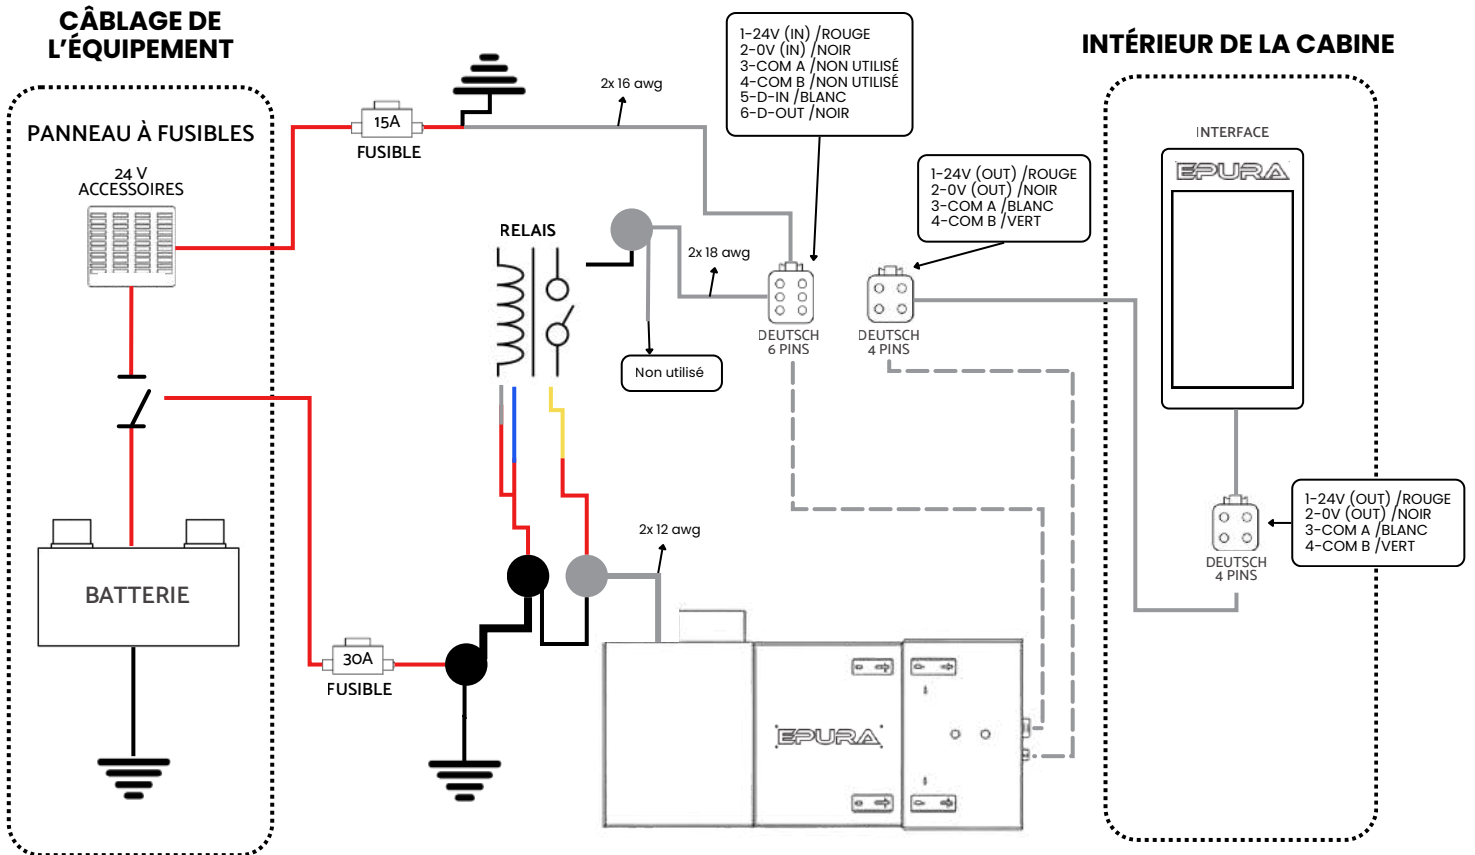 CÂBLAGE DE
L’ÉQUIPEMENT
PANNEAU À FUSIBLES
24 V
ACCESSOIRES
BATTERIE
15A
FUSIBLE
30A
FUSIBLE
2x 16 awg
RELAIS
2x 18 awg
Non utilisé
2x 12 awg
1-24V (IN) /ROUGE
2-0V (IN) /NOIR
3-COM A /NON UTILISÉ
4-COM B /NON UTILISÉ
5-D-IN /BLANC
6-D-OUT /NOIR
DEUTSCH
6 PINS
1-24V (OUT) /ROUGE
2-0V (OUT) /NOIR
3-COM A /BLANC
4-COM B /VERT
DEUTSCH
4 PINS
EPURA
INTÉRIEUR DE LA CABINE
INTERFACE
EPURA
DEUTSCH
4 PINS
1-24V (OUT) /ROUGE
2-0V (OUT) /NOIR
3-COM A /BLANC
4-COM B /VERT